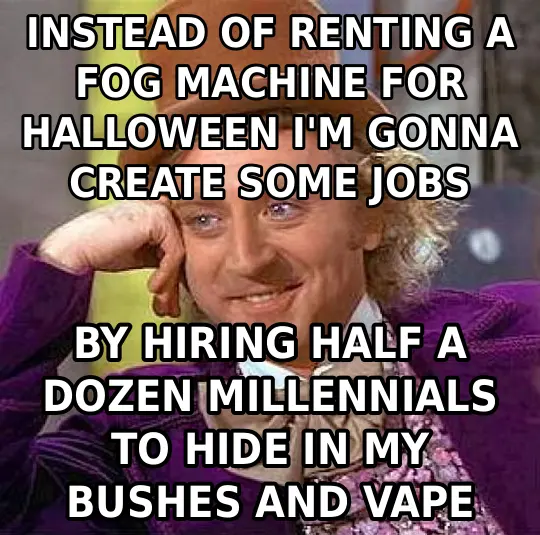 INSTEAD OF RENTING A
FOG MACHINE FOR
HALLOWEEN I'M GONNA
CREATE SOME JOBS
BY HIRING HALF A
DOZEN MILLENNIALS
TO HIDE IN MY
BUSHES AND VAPE